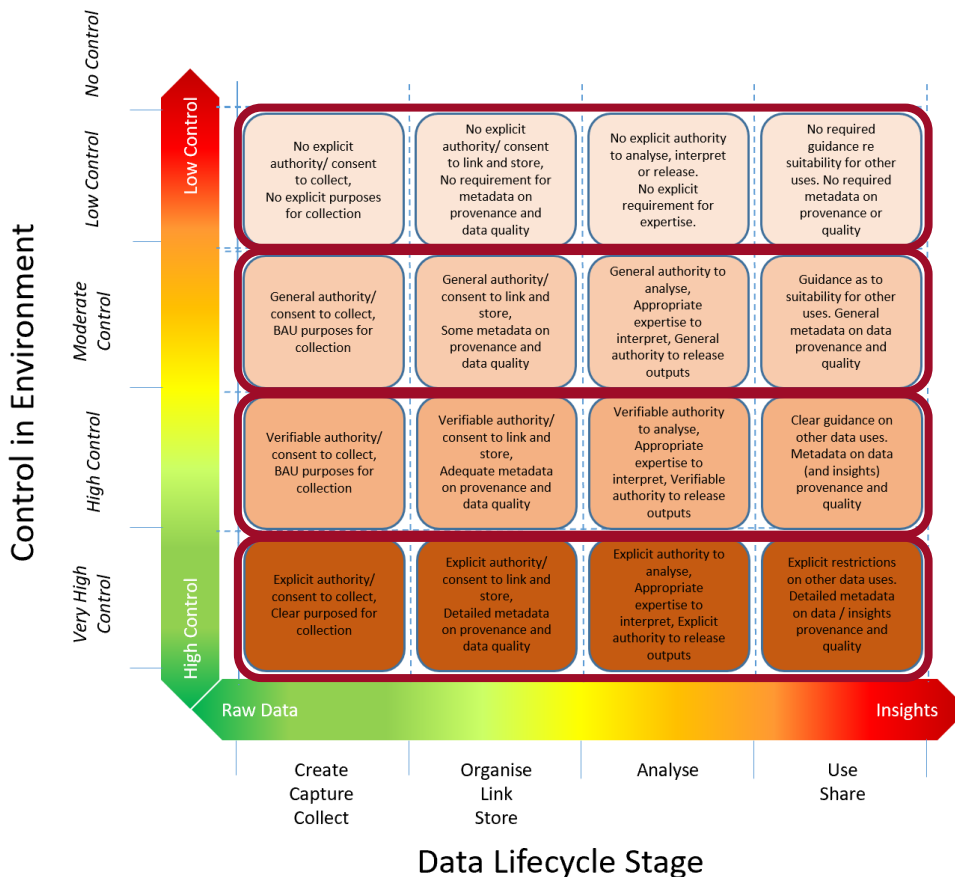 Control in Environment
No Control
Low Control
Moderate
Control
High Control
Very High
Control
Low Control
High Control
No explicit
authority/ consent
to collect,
No explicit purposes
for collection
No explicit
authority/ consent
to link and store,
No requirement for
metadata on
provenance and
data quality
No explicit authority
to analyse, interpret
or release.
No explicit
requirement for
expertise.
No required
guidance re
suitability for other
uses. No required
metadata on
provenance or
quality
General authority/
consent to collect,
BAU purposes for
collection
General authority/
consent to link and
store,
Some metadata on
provenance and
data quality
General authority to
analyse,
Appropriate
expertise to
interpret, General
authority to release
outputs
Guidance as to
suitability for other
uses. General
metadata on data
provenance and
quality
Verifiable authority/
consent to collect,
BAU purposes for
collection
Verifiable authority/
consent to link and
store,
Adequate metadata
on provenance and
data quality
Verifiable authority
to analyse,
Appropriate
expertise to
interpret, Verifiable
authority to release
outputs
Clear guidance on
other data uses.
Metadata on data
(and insights)
provenance and
quality
Explicit authority/
consent to collect,
Clear purposed for
collection
Explicit authority/
consent to link and
store,
Detailed metadata
on provenance and
data quality
Explicit authority to
analyse,
Appropriate
expertise to
interpret, Explicit
authority to release
outputs
Explicit restrictions
on other data uses.
Detailed metadata
on data / insights
provenance and
quality
Raw Data
Insights
Create
Capture
Collect
Organise
Link
Store
Analyse
Use
Share
Data Lifecycle Stage